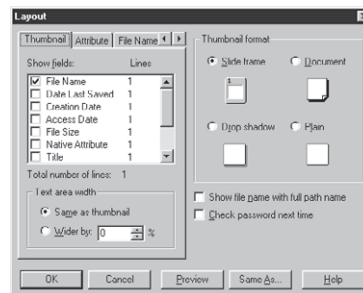 Layout
Thumbnail Attribute File Name
Show fields: Lines
File Name 1
Date Last Saved 1
Creation Date 1
Access Date 1
File Size 1
Native Attribute 1
Title 1
Total number of lines: 1
Text area width
Same as thumbnail
Wider by: 0 %
Thumbnail format
Slide frame Document
1
Drop shadow Plain
Show file name with full path name
Check password next time
OK Cancel Preview Same As... Help